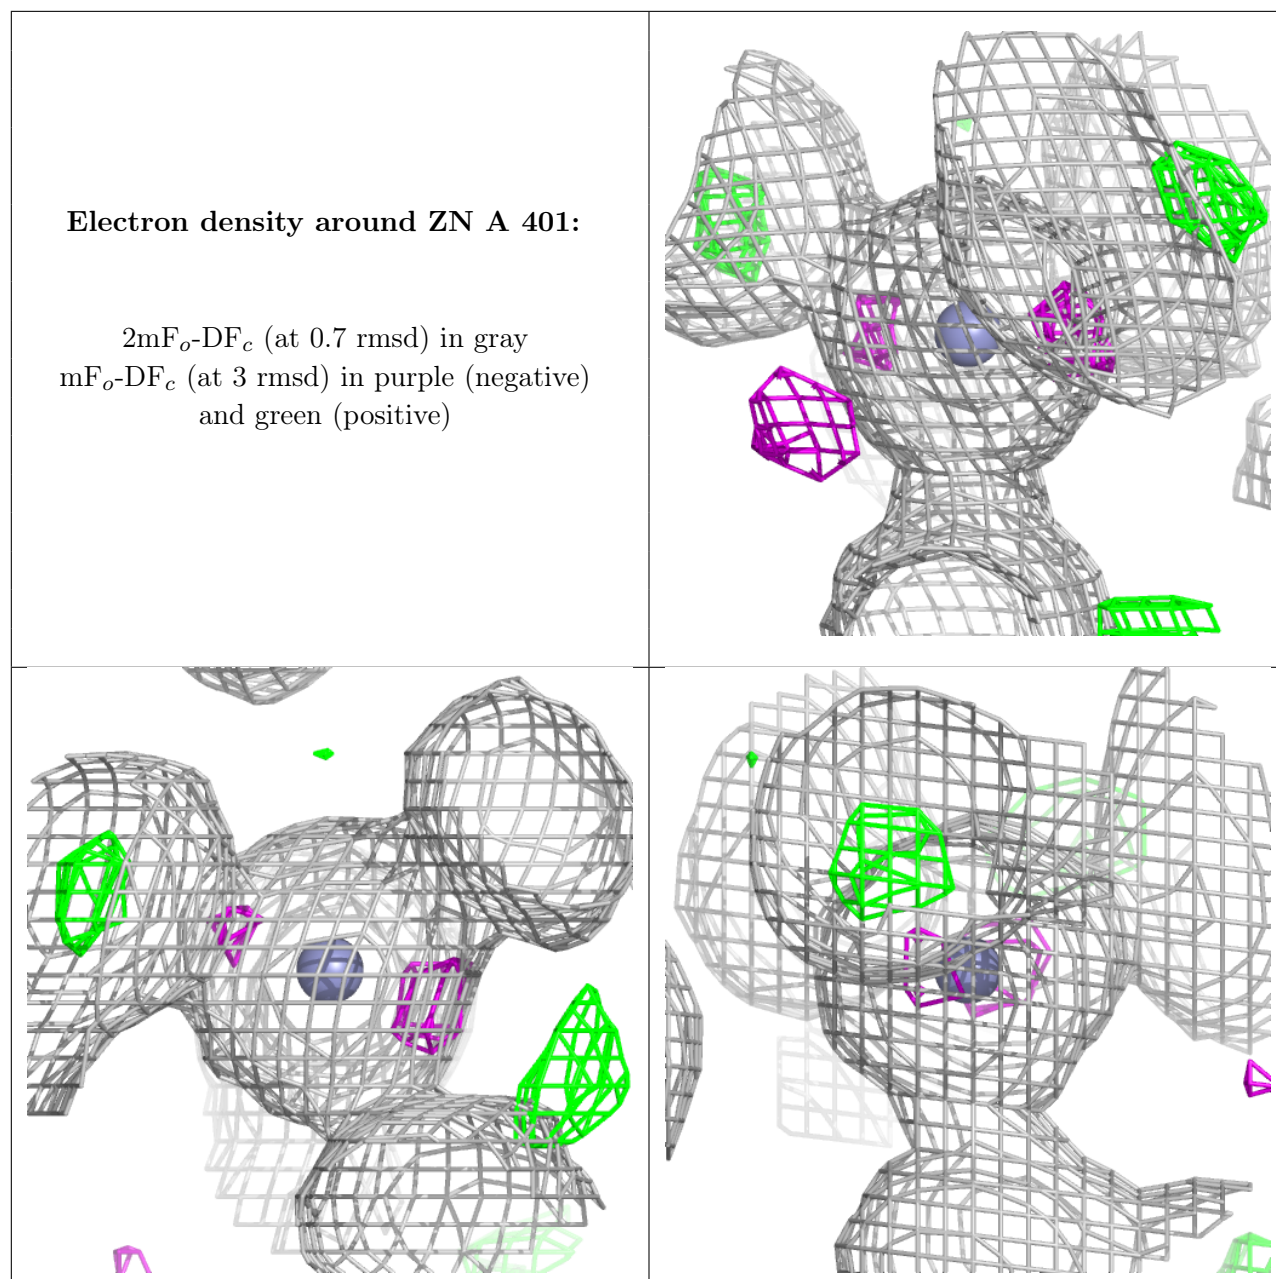 Electron density around ZN A 401:
2mFo-DFc (at 0.7 rmsd) in gray
mFo-DFc (at 3 rmsd) in purple (negative)
and green (positive)